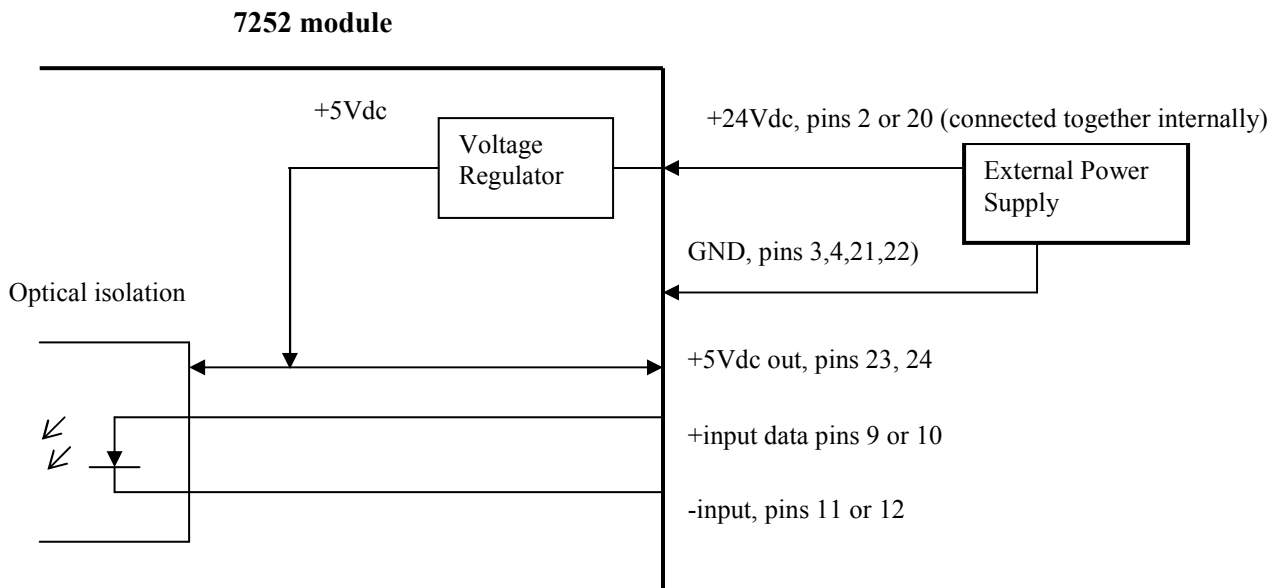 7252 module
+5Vdc
+24Vdc, pins 2 or 20 (connected together internally)
Voltage
Regulator
External Power
Supply
GND, pins 3,4,21,22)
Optical isolation
+5Vdc out, pins 23, 24
+input data pins 9 or 10
-input, pins 11 or 12